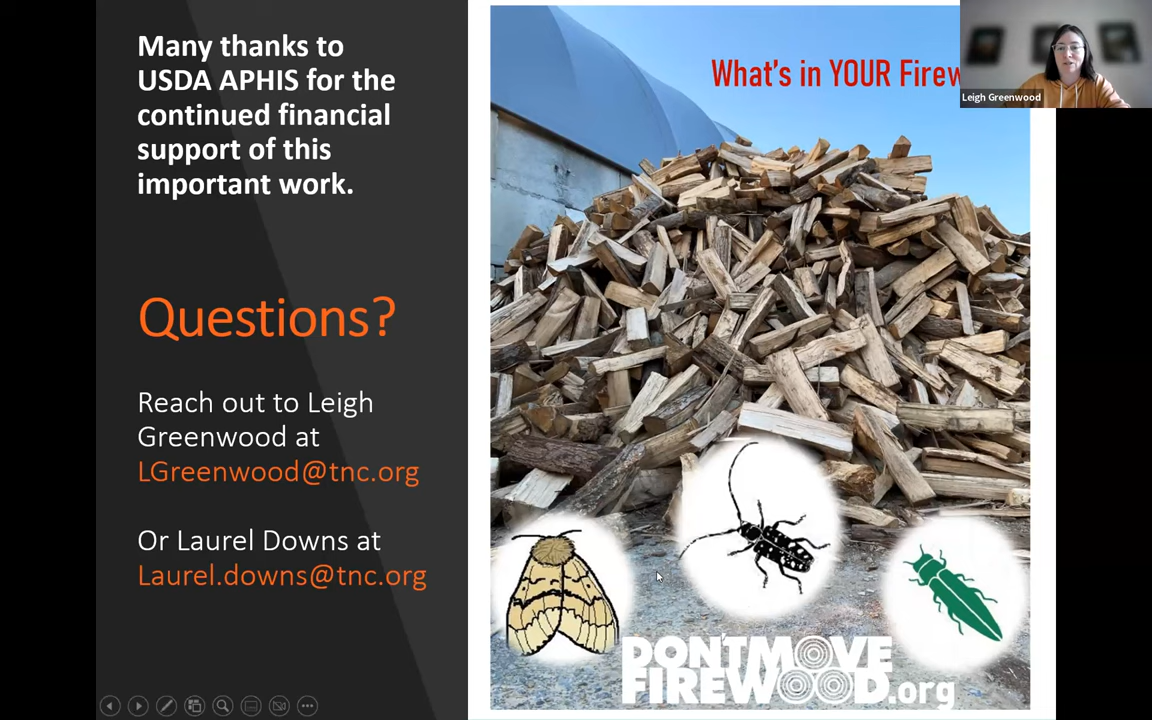 Many thanks to
USDA APHIS for the
continued financial
support of this
important work.
Questions?
Reach out to Leigh
Greenwood at
LGreenwood@tnc.org
Or Laurel Downs at
Laurel.downs@tnc.org
What's in YOUR Firew
Leigh Greenwood
DON'T MOVE
FIREWOOD.org